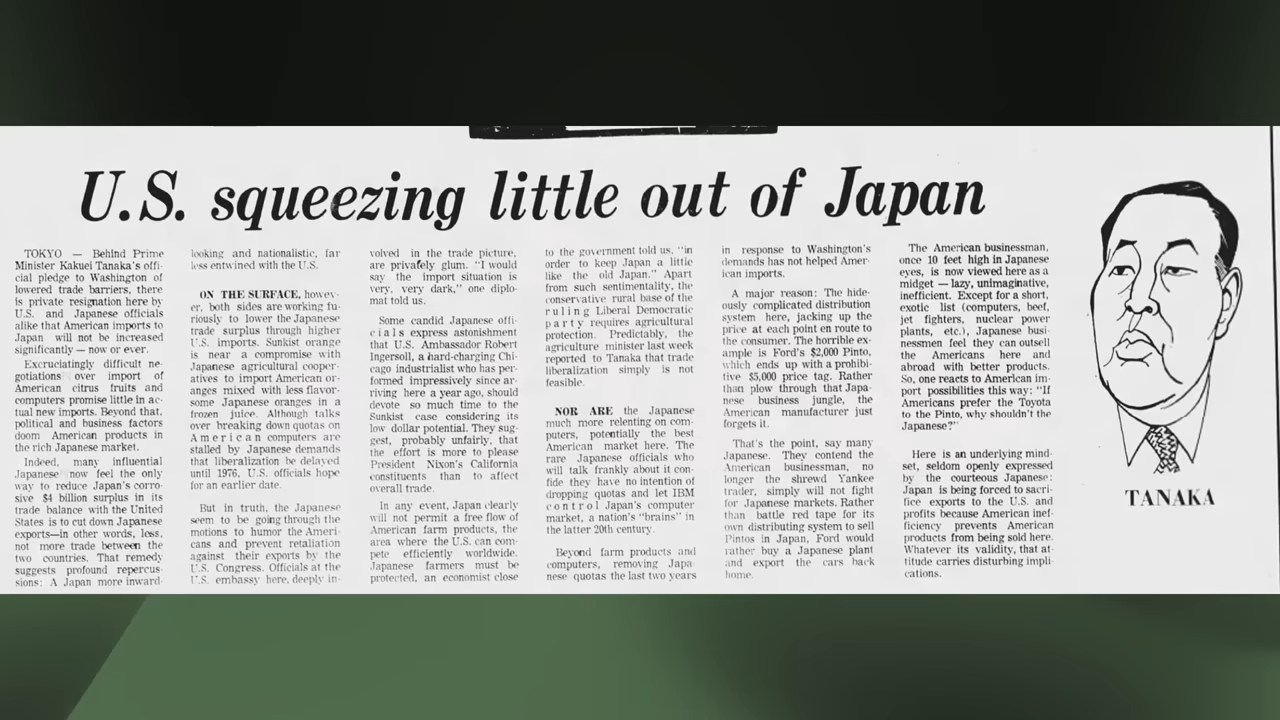 U.S. squeezing little out of Japan
TOKYO — Behind Prime
Minister Kakuei Tanaka's offi-
cial pledge to Washington of
lowered trade barriers, there
is private resignation here by
U.S. and Japanese officials
alike that American imports to
Japan will not be increased
significantly — now or ever.
Excruciatingly difficult ne-
gotiations over import of
American citrus fruits and
computers promise little in ac-
tual new imports. Beyond that,
political and business factors
doom American products in
the rich Japanese market.
Indeed, many influential
Japanese now feel the only
way to reduce Japan's corro-
sive $4 billion surplus in its
trade balance with the United
States is to cut down Japanese
exports—in other words, less,
not more trade between the
two countries. That remedy
suggests profound repercus-
sions: A Japan more inward-
looking and nationalistic, far
less entwined with the U.S.
ON THE SURFACE, howev-
er, both sides are working fu-
riously to lower the Japanese
trade surplus through higher
U.S. imports. Sunkist orange
is near a compromise with
Japanese agricultural cooper-
atives to import American or-
anges mixed with less flavor-
some Japanese oranges in a
frozen juice. Although talks
over breaking down quotas on
American computers are
stalled by Japanese demands
that liberalization be delayed
until 1976, U.S. officials hope
for an earlier date.
But in truth, the Japanese
seem to be going through the
motions to humor the Ameri-
cans and prevent retaliation
against their exports by the
U.S. Congress. Officials at the
U.S. embassy here, deeply in-
volved in the trade picture,
are privately glum. "I would
say the import situation is
very, very dark," one diplo-
mat told us.
Some candid Japanese offi-
cials express astonishment
that U.S. Ambassador Robert
Ingersoll, a hard-charging Chi-
cago industrialist who has per-
formed impressively since ar-
riving here a year ago, should
devote so much time to the
Sunkist case considering its
low dollar potential. They sug-
gest, probably unfairly, that
the effort is more to please
President Nixon's California
constituents than to affect
overall trade.
In any event, Japan clearly
will not permit a free flow of
American farm products, the
area where the U.S. can com-
pete efficiently worldwide.
Japanese farmers must be
protected, an economist close
to the government told us, "in
order to keep Japan a little
like the old Japan." Apart
from such sentimentality, the
conservative rural base of the
ruling Liberal Democratic
party requires agricultural
protection. Predictably, the
agriculture minister last week
reported to Tanaka that trade
liberalization simply is not
feasible.
NOR ARE the Japanese
much more relenting on com-
puters, potentially the best
American market here. The
rare Japanese officials who
will talk frankly about it con-
fide they have no intention of
dropping quotas and let IBM
control Japan's computer
market, a nation's "brains" in
the latter 20th century.
Beyond farm products and
computers, removing Japa-
nese quotas the last two years
in response to Washington's
demands has not helped Amer-
ican imports.
A major reason: The hide-
ously complicated distribution
system here, jacking up the
price at each point en route to
the consumer. The horrible ex-
ample is Ford's $2,000 Pinto,
which ends up with a prohibi-
tive $5,000 price tag. Rather
than plow through that Japa-
nese business jungle, the
American manufacturer just
forgets it.
That's the point, say many
Japanese. They contend the
American businessman, no
longer the shrewd Yankee
trader, simply will not fight
for Japanese markets. Rather
than battle red tape for its
own distributing system to sell
Pintos in Japan, Ford would
rather buy a Japanese plant
and export the cars back
home.
The American businessman,
once 10 feet high in Japanese
eyes, is now viewed here as a
midget — lazy, unimaginative,
inefficient. Except for a short,
exotic list (computers, beef,
jet fighters, nuclear power
plants, etc.), Japanese busi-
nessmen feel they can outsell
the Americans here and
abroad with better products.
So, one reacts to American im-
port possibilities this way: "If
Americans prefer the Toyota
to the Pinto, why shouldn't the
Japanese?"
Here is an underlying mind-
set, seldom openly expressed
by the courteous Japanese:
Japan is being forced to sacri-
fice exports to the U.S. and
profits because American inef-
ficiency prevents American
products from being sold here.
Whatever its validity, that at-
titude carries disturbing impli-
cations.
TANAKA